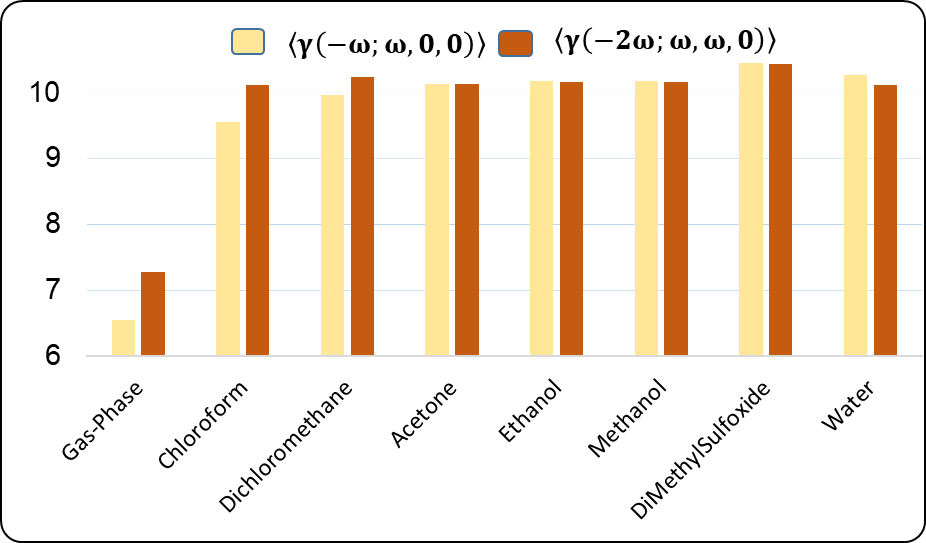 ⟨γ(−ω; ω, 0, 0)⟩ ⟨γ(−2ω; ω, ω, 0)⟩
10
9
8
7
6
Gas-Phase
Chloroform
Dichloromethane
Acetone
Ethanol
Methanol
DiMethylSulfoxide
Water